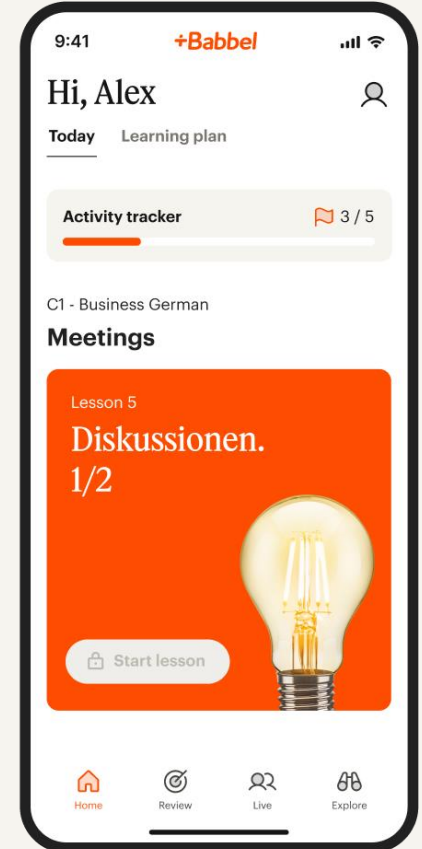 9:41
+Babbel
Hi, Alex
Today Learning plan
Activity tracker 3 / 5
C1 - Business German
Meetings
Lesson 5
Diskussionen.
1/2
Start lesson
Home Review Live Explore